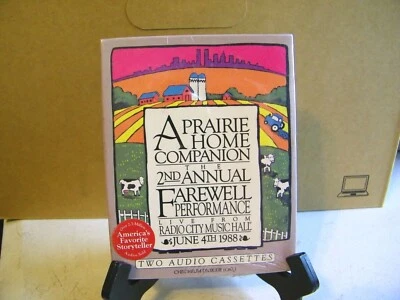 A PRAIRIE
HOME
COMPANION
THE
2ND ANNUAL
FAREWELL
PERFORMANCE
LIVE FROM
RADIO CITY MUSIC HALL
JUNE 4TH 1988
America's
Favorite
Storyteller
TWO AUDIO CASSETTES